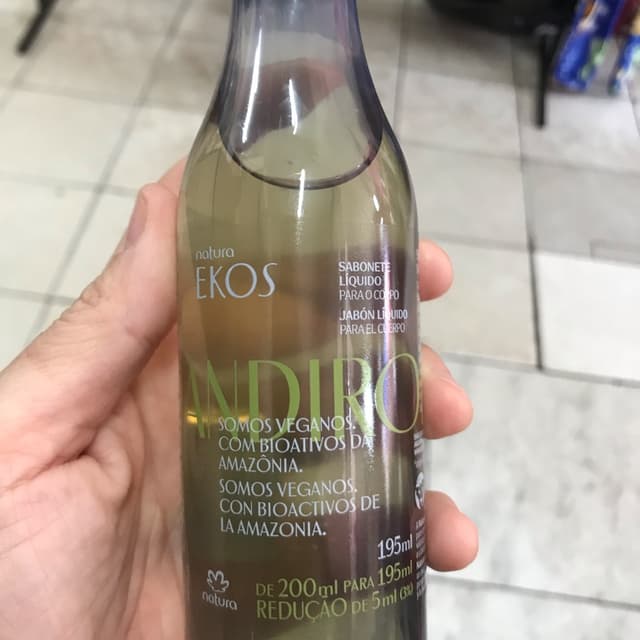 natura
EKOS
SABONETE
LÍQUIDO
PARA O CORPO
JABÓN LÍQUIDO
PARA EL CUERPO
ANDIRO
SOMOS VEGANOS.
COM BIOATIVOS DA
AMAZÔNIA.
SOMOS VEGANOS.
CON BIOACTIVOS DE
LA AMAZONIA.
195ml
natura
DE 200ml PARA 195ml
REDUÇÃO DE 5ml (3%)